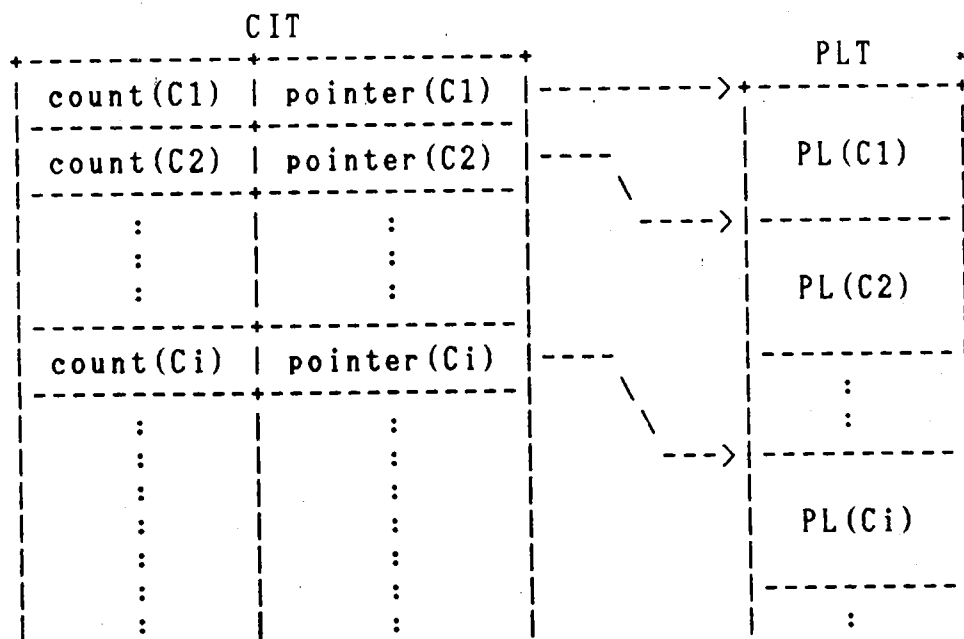 CIT
PLT
count(C1) | pointer(C1)
count(C2) | pointer(C2)
PL(C1)
: :
: :
: :
PL(C2)
count(Ci) | pointer(Ci)
: :
: :
: :
: :
: :
: :
: :
:
:
PL(Ci)
: